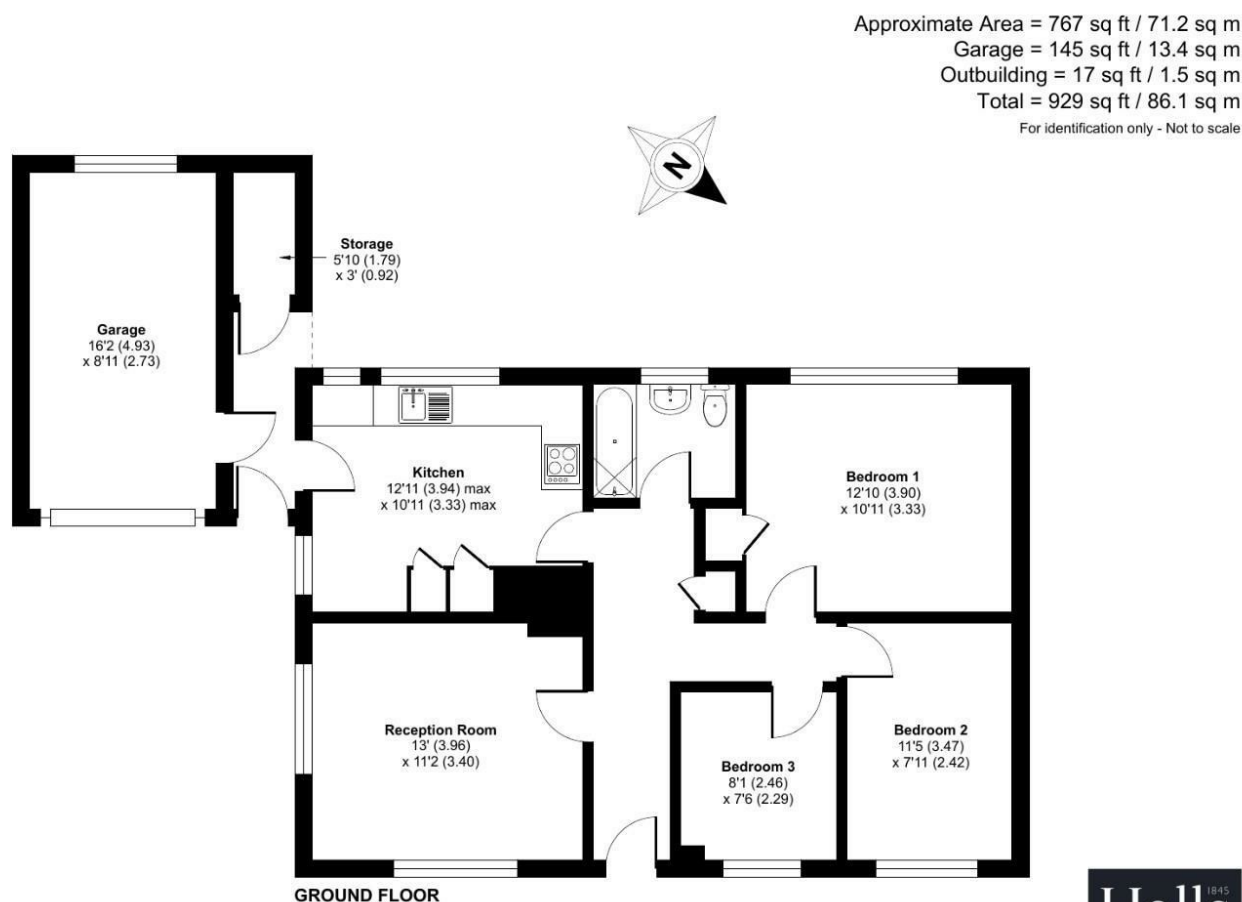 Approximate Area = 767 sq ft / 71.2 sq m
Garage = 145 sq ft / 13.4 sq m
Outbuilding = 17 sq ft / 1.5 sq m
Total = 929 sq ft / 86.1 sq m
For identification only - Not to scale
N
Storage
5'10 (1.79)
x 3' (0.92)
Garage
16'2 (4.93)
x 8'11 (2.73)
Kitchen
12'11 (3.94) max
x 10'11 (3.33) max
Bedroom 1
12'10 (3.90)
x 10'11 (3.33)
Reception Room
13' (3.96)
x 11'2 (3.40)
Bedroom 3
8'1 (2.46)
x 7'6 (2.29)
Bedroom 2
11'5 (3.47)
x 7'11 (2.42)
GROUND FLOOR
Halls
1845